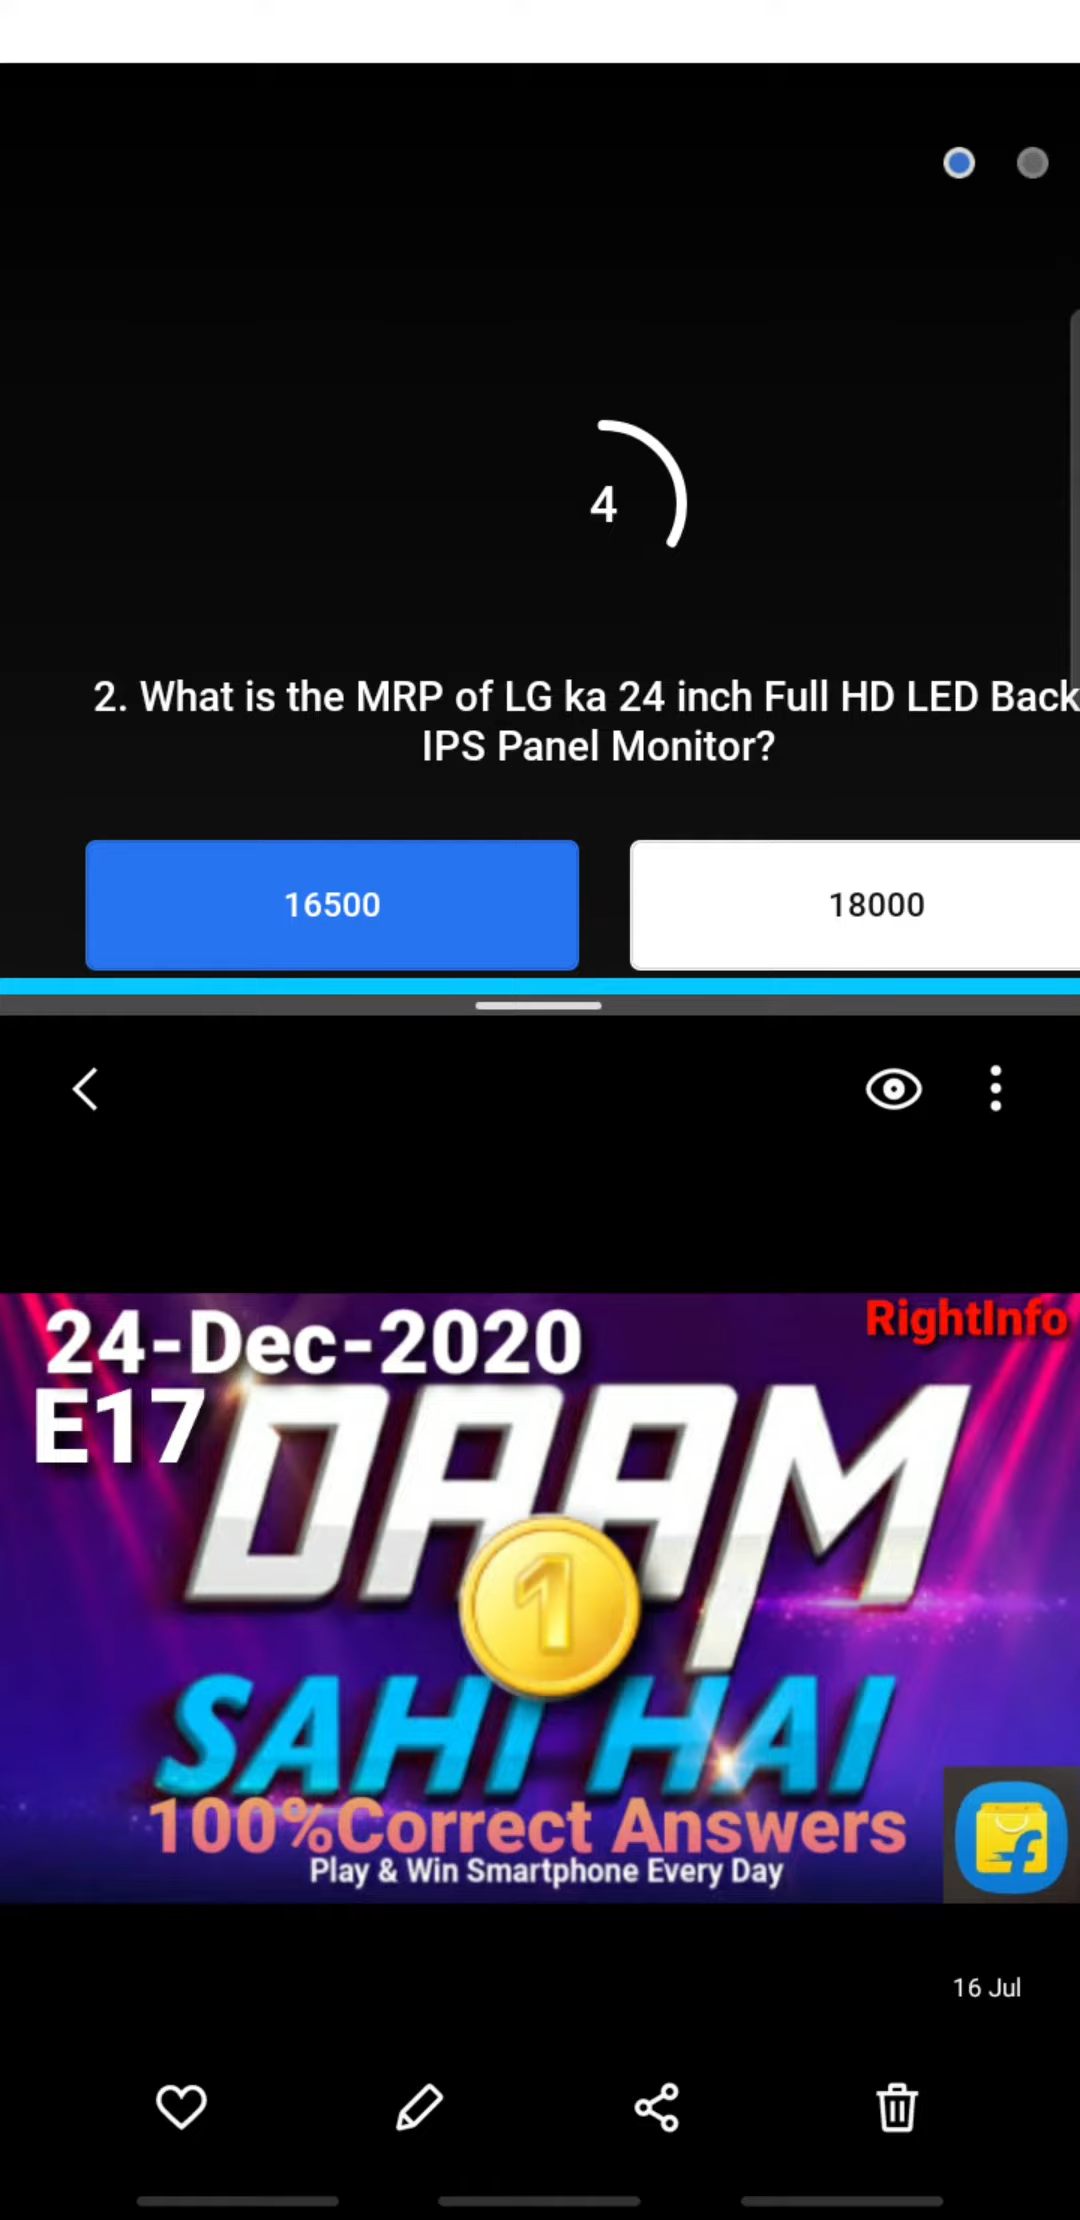 4
2. What is the MRP of LG ka 24 inch Full HD LED Back
IPS Panel Monitor?
16500
18000
24-Dec-2020
RightInfo
E17
DAAM
1
SAHI HAI
100%Correct Answers
Play & Win Smartphone Every Day
f
16 Jul